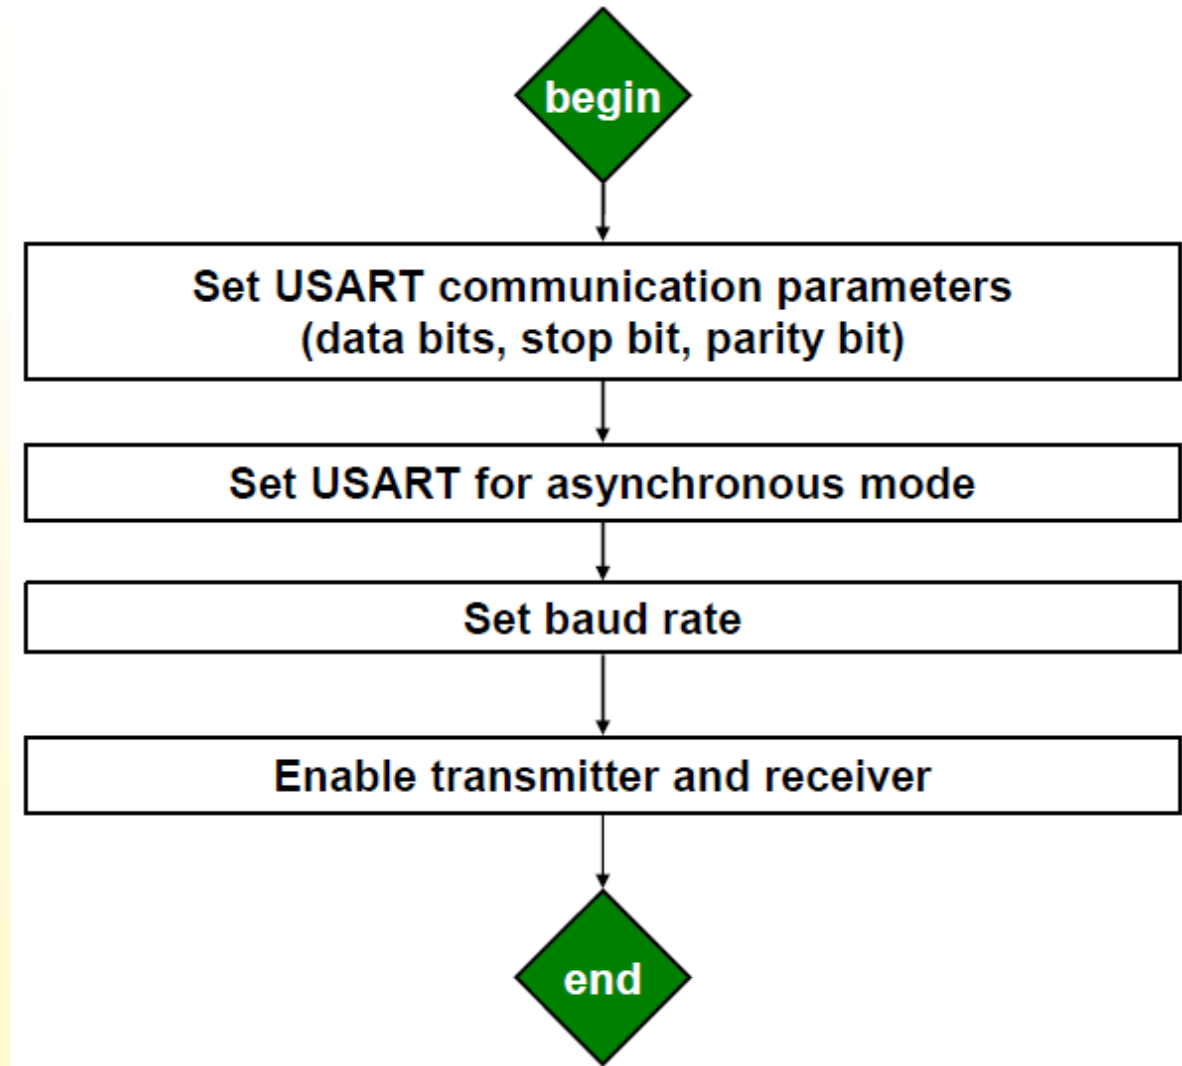 begin
Set USART communication parameters
(data bits, stop bit, parity bit)
Set USART for asynchronous mode
Set baud rate
Enable transmitter and receiver
end